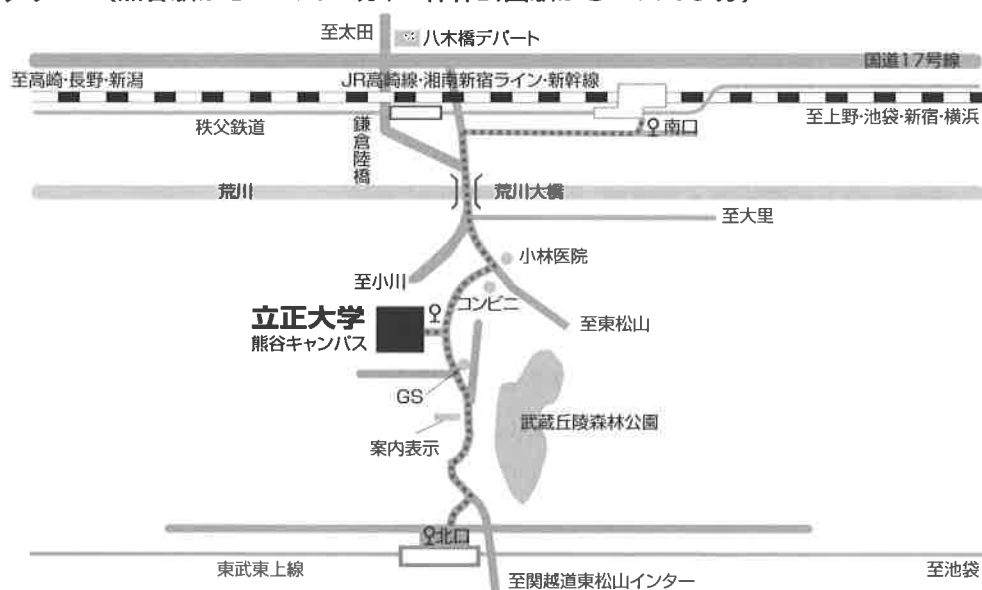 至太田
八木橋デパート
国道17号線
至高崎・長野・新潟
JR高崎線・湘南新宿ライン・新幹線
至上野・池袋・新宿・横浜
秩父鉄道
鎌倉陸橋
南口
荒川
荒川大橋
至大里
小林医院
至小川
コンビニ
立正大学
熊谷キャンパス
至東松山
GS
武蔵丘陵森林公園
案内表示
北口
東武東上線
至池袋
至関越道東松山インター